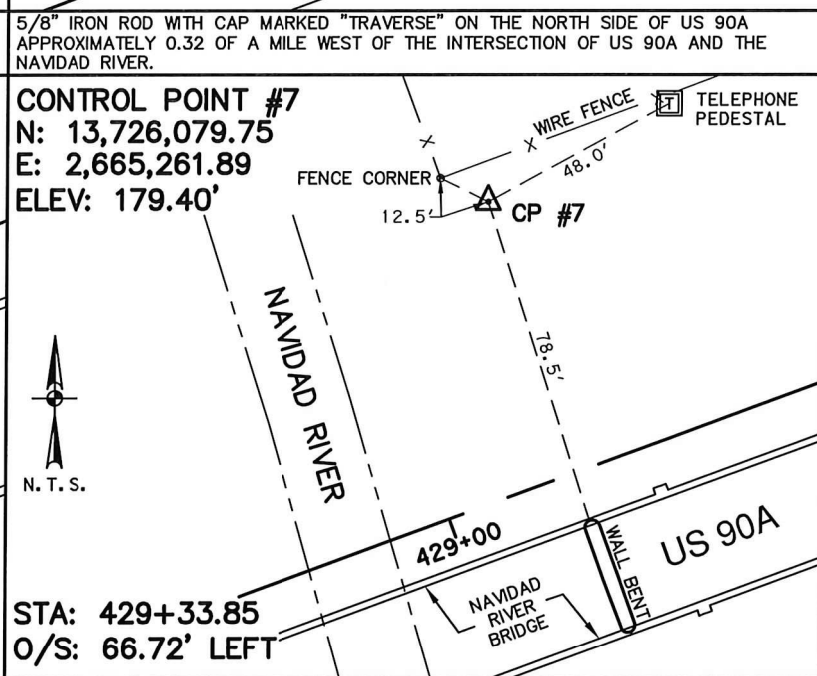 5/8" IRON ROD WITH CAP MARKED "TRAVERSE" ON THE NORTH SIDE OF US 90A
APPROXIMATELY 0.32 OF A MILE WEST OF THE INTERSECTION OF US 90A AND THE
NAVIDAD RIVER.
CONTROL POINT #7
N: 13,726,079.75
E: 2,665,261.89
ELEV: 179.40'
X
WIRE FENCE
X
T
TELEPHONE
PEDESTAL
FENCE CORNER
48.0'
12.5'
CP #7
NAVIDAD RIVER
78.5'
N.T.S.
429+00
WALL BENT
US 90A
NAVIDAD
RIVER
BRIDGE
STA: 429+33.85
O/S: 66.72' LEFT